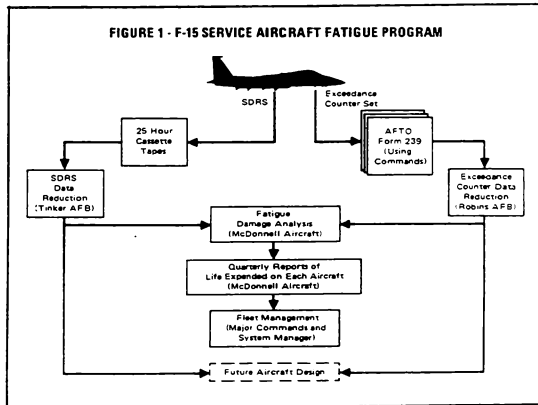 FIGURE 1 - F-15 SERVICE AIRCRAFT FATIGUE PROGRAM
SDRS
Exceedance
Counter Set
25 Hour
Cassette
Tapes
AFTO
Form 239
(Using
Commands)
SDRS
Data
Reduction
(Tinker AFB)
Exceedance
Counter Data
Reduction
(Robins AFB)
Fatigue
Damage Analysis
(McDonnell Aircraft)
Quarterly Reports of
Life Expended on Each Aircraft
(McDonnell Aircraft)
Fleet Management
(Major Commands and
System Manager)
Future Aircraft Design